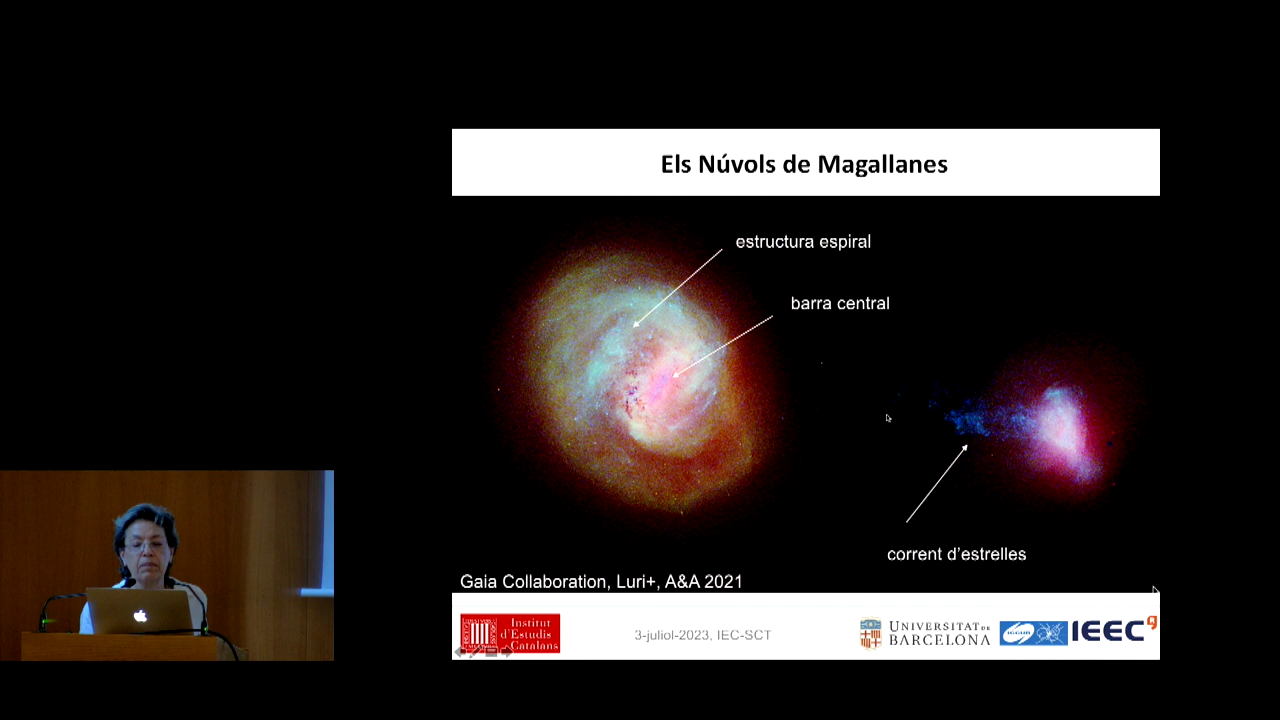 Els Núvols de Magallanes
estructura espiral
barra central
corrent d'estrelles
Gaia Collaboration, Luri+, A&A 2021
Institut
d'Estudis
Catalans
3-juliol-2023, IEC-SCT
UNIVERSITAT DE
BARCELONA
IEEC